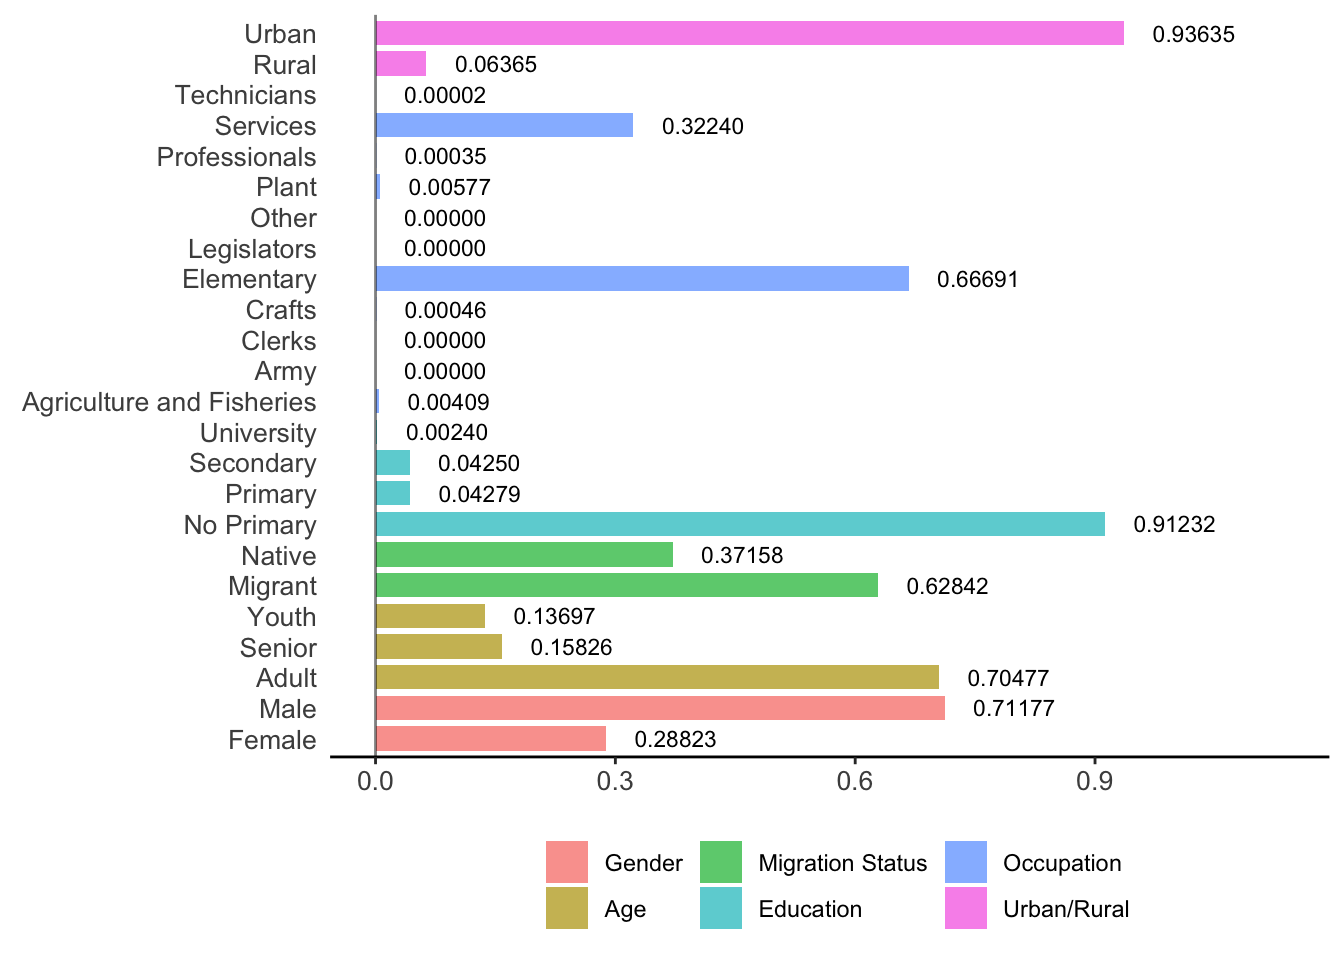 Urban 0.93635
Rural 0.06365
Technicians 0.00002
Services 0.32240
Professionals 0.00035
Plant 0.00577
Other 0.00000
Legislators 0.00000
Elementary 0.66691
Crafts 0.00046
Clerks 0.00000
Army 0.00000
Agriculture and Fisheries 0.00409
University 0.00240
Secondary 0.04250
Primary 0.04279
No Primary 0.91232
Native 0.37158
Migrant 0.62842
Youth 0.13697
Senior 0.15826
Adult 0.70477
Male 0.71177
Female 0.28823
0.0 0.3 0.6 0.9
Gender Migration Status Occupation
Age Education Urban/Rural